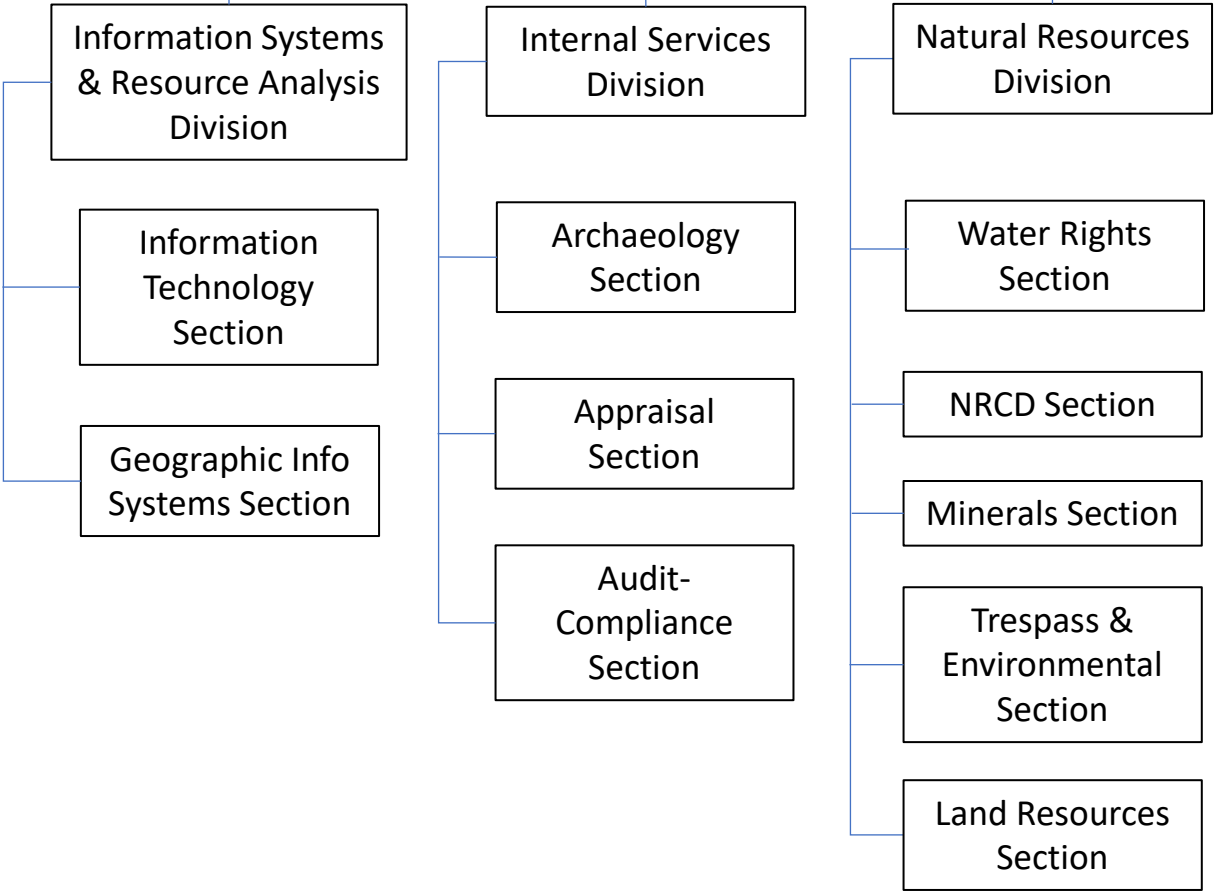 Information Systems
& Resource Analysis
Division
Information
Technology
Section
Geographic Info
Systems Section
Internal Services
Division
Archaeology
Section
Appraisal
Section
Audit-
Compliance
Section
Natural Resources
Division
Water Rights
Section
NRCD Section
Minerals Section
Trespass &
Environmental
Section
Land Resources
Section